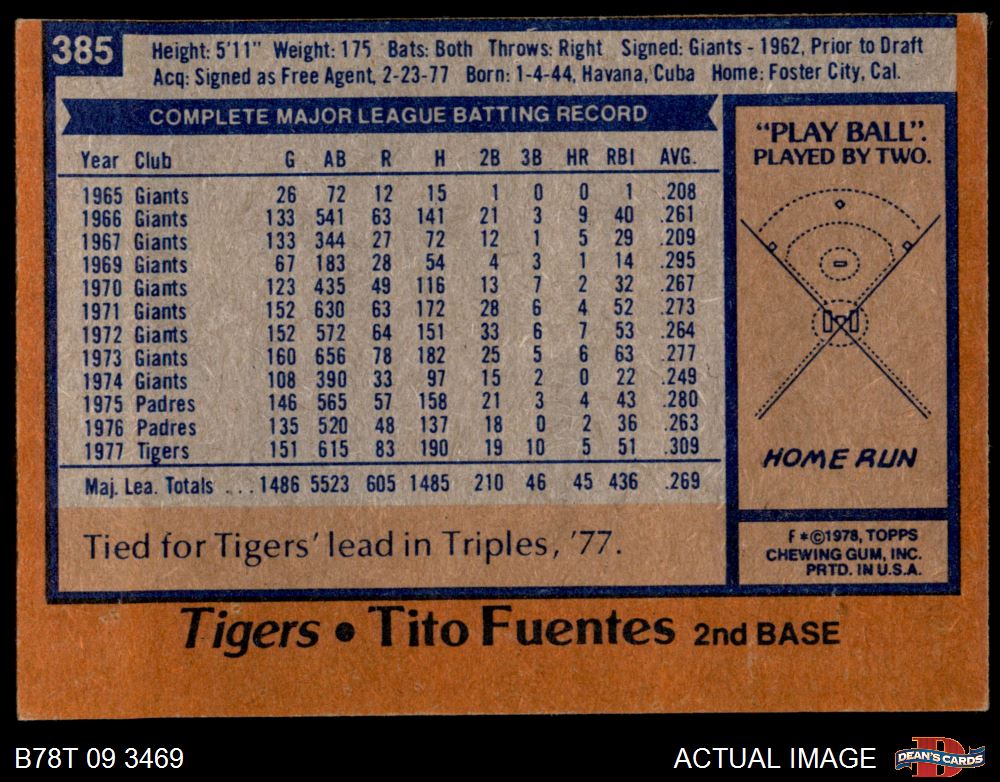 385
Height: 5'11" Weight: 175 Bats: Both Throws: Right Signed: Giants - 1962, Prior to Draft
Acq: Signed as Free Agent, 2-23-77 Born: 1-4-44, Havana, Cuba Home: Foster City, Cal.
COMPLETE MAJOR LEAGUE BATTING RECORD
Year Club G AB R H 2B 3B HR RBI AVG.
1965 Giants 26 72 12 15 1 0 0 1 .208
1966 Giants 133 541 63 141 21 3 9 40 .261
1967 Giants 133 344 27 72 12 1 5 29 .209
1969 Giants 67 183 28 54 4 3 1 14 .295
1970 Giants 123 435 49 116 13 7 2 32 .267
1971 Giants 152 630 63 172 28 6 4 52 .273
1972 Giants 152 572 64 151 33 6 7 53 .264
1973 Giants 160 656 78 182 25 5 6 63 .277
1974 Giants 108 390 33 97 15 2 0 22 .249
1975 Padres 146 565 57 158 21 3 4 43 .280
1976 Padres 135 520 48 137 18 0 2 36 .263
1977 Tigers 151 615 83 190 19 10 5 51 .309
Maj. Lea. Totals ... 1486 5523 605 1485 210 46 45 436 .269
Tied for Tigers' lead in Triples, '77.
"PLAY BALL".
PLAYED BY TWO.
HOME RUN
F *©1978, TOPPS
CHEWING GUM, INC.
PRTD. IN U.S.A.
Tigers • Tito Fuentes 2nd BASE
B78T 09 3469
ACTUAL IMAGE
D
DEAN'S CARDS